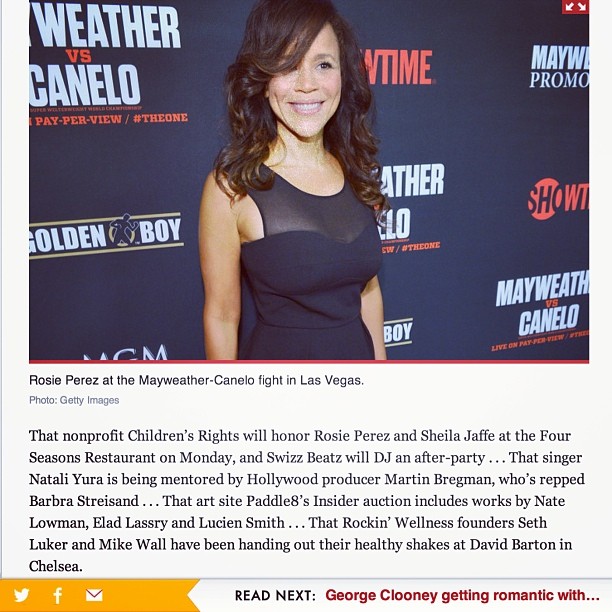 MAYWEATHER
VS
CANELO
SUPER WELTERWEIGHT WORLD CHAMPIONSHIP
PAY-PER-VIEW / #THEONE
WTIME
MAYWE
PROMO
ATHER
LO
EW / #THEONE
SHOWTI
GOLDEN BOY
MAYWEATH
VS
CANELO
LIVE ON PAY-PER-VIEW / #THE
BOY
MGM
Rosie Perez at the Mayweather-Canelo fight in Las Vegas.
Photo: Getty Images
That nonprofit Children's Rights will honor Rosie Perez and Sheila Jaffe at the Four
Seasons Restaurant on Monday, and Swizz Beatz will DJ an after-party . . . That singer
Natali Yura is being mentored by Hollywood producer Martin Bregman, who's repped
Barbra Streisand . . . That art site Paddle8's Insider auction includes works by Nate
Lowman, Elad Lassry and Lucien Smith . . . That Rockin' Wellness founders Seth
Luker and Mike Wall have been handing out their healthy shakes at David Barton in
Chelsea.
READ NEXT: George Clooney getting romantic with...